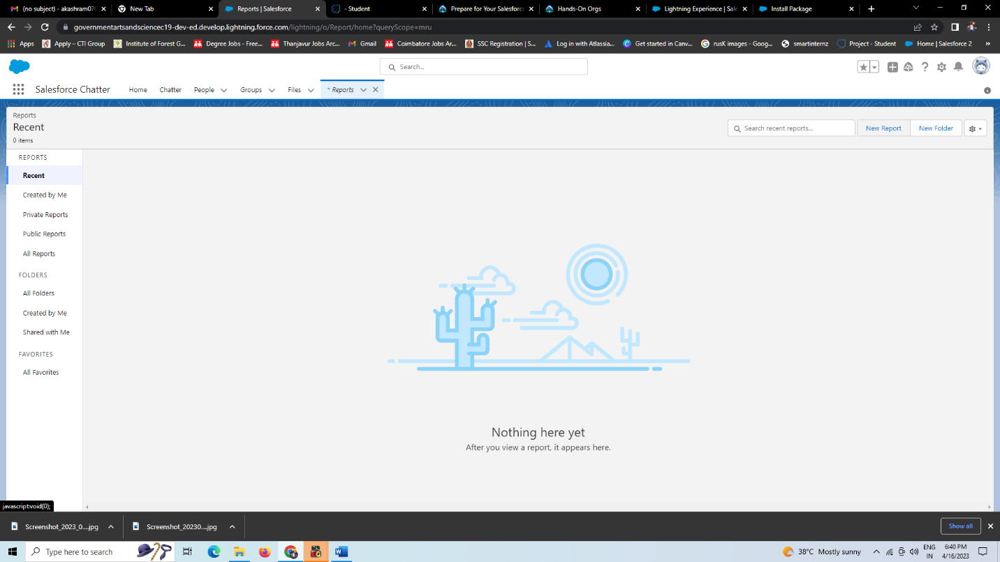 (no subject) - akashram070
New Tab
Reports | Salesforce
- Student
Prepare for Your Salesforce
Hands-On Orgs
Lightning Experience | Sale
Install Package
governmentartsandsciencec19-dev-ed.develop.lightning.force.com/lightning/o/Report/home?queryScope=mru
Apps
Apply – CTI Group
Institute of Forest G...
Degree Jobs - Free...
Thanjavur Jobs Arc...
Gmail
Coimbatore Jobs Ar...
SSC Registration | S...
Log in with Atlassia...
Get started in Canv...
rusK images - Goog...
smartinternz
Project - Student
Home | Salesforce 2
»
Search...
Salesforce Chatter
Home
Chatter
People
Groups
Files
* Reports
Reports
Recent
0 items
Search recent reports...
New Report
New Folder
REPORTS
Recent
Created by Me
Private Reports
Public Reports
All Reports
FOLDERS
All Folders
Created by Me
Shared with Me
FAVORITES
All Favorites
Nothing here yet
After you view a report, it appears here.
javascript:void(0);
Screenshot_2023_0....jpg
Screenshot_20230....jpg
Show all
Type here to search
38°C Mostly sunny
ENG
IN
6:40 PM
4/16/2023